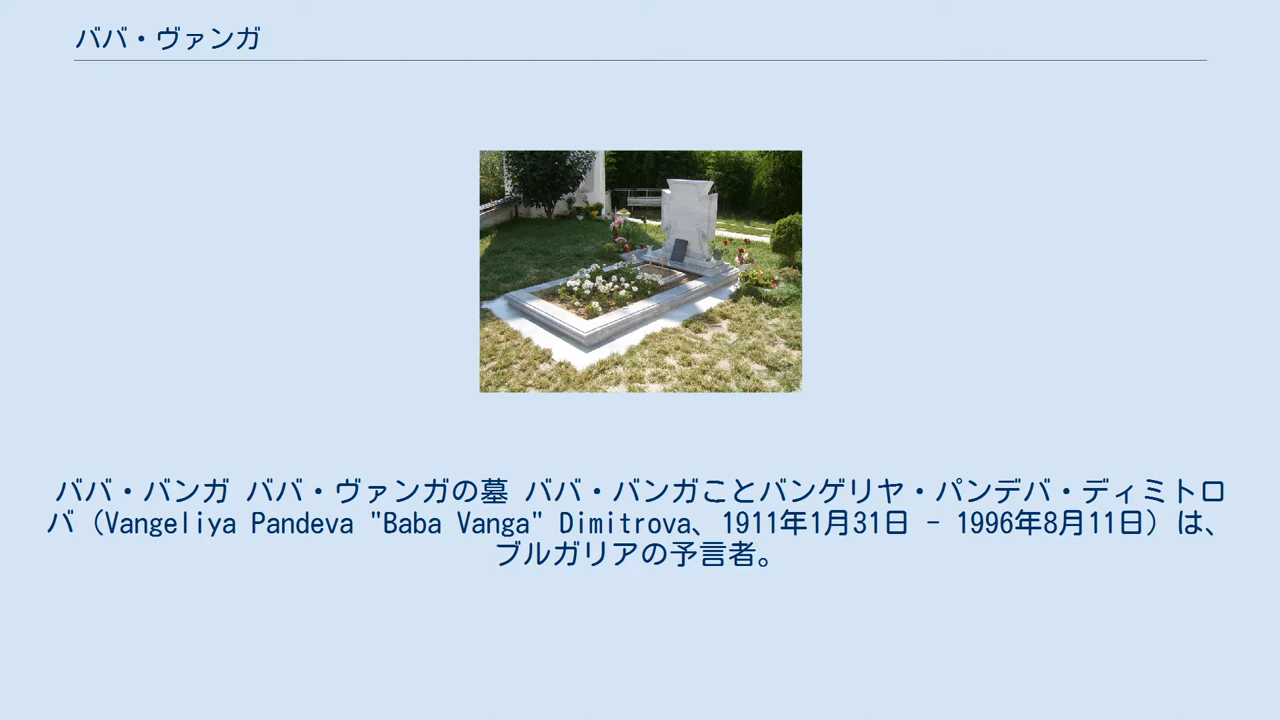 ババ・ヴァンガ
ババ・バンガ ババ・ヴァンガの墓 ババ・バンガことバンゲリヤ・パンデバ・ディミトロ
バ（Vangeliya Pandeva "Baba Vanga" Dimitrova、1911年1月31日 - 1996年8月11日）は、
ブルガリアの予言者。